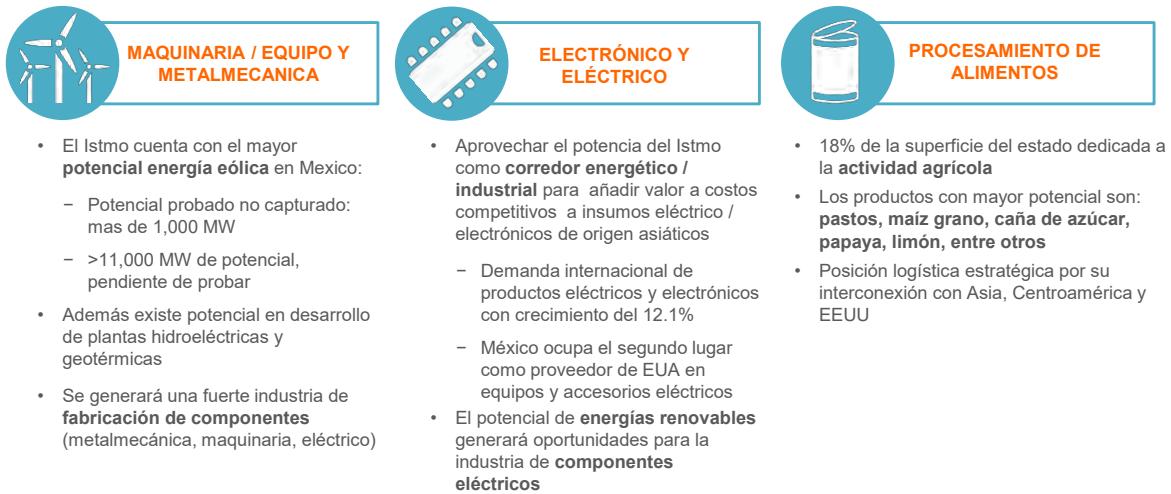 MAQUINARIA / EQUIPO Y
METALMECANICA
• El Istmo cuenta con el mayor
potencial energía eólica en Mexico:
− Potencial probado no capturado:
mas de 1,000 MW
− >11,000 MW de potencial,
pendiente de probar
• Además existe potencial en desarrollo
de plantas hidroeléctricas y
geotérmicas
• Se generará una fuerte industria de
fabricación de componentes
(metalmecánica, maquinaria, eléctrico)
ELECTRÓNICO Y
ELÉCTRICO
• Aprovechar el potencia del Istmo
como corredor energético /
industrial para añadir valor a costos
competitivos a insumos eléctrico /
electrónicos de origen asiáticos
− Demanda internacional de
productos eléctricos y electrónicos
con crecimiento del 12.1%
− México ocupa el segundo lugar
como proveedor de EUA en
equipos y accesorios eléctricos
• El potencial de energías renovables
generará oportunidades para la
industria de componentes
eléctricos
PROCESAMIENTO DE
ALIMENTOS
• 18% de la superficie del estado dedicada a
la actividad agrícola
• Los productos con mayor potencial son:
pastos, maíz grano, caña de azúcar,
papaya, limón, entre otros
• Posición logística estratégica por su
interconexión con Asia, Centroamérica y
EEUU